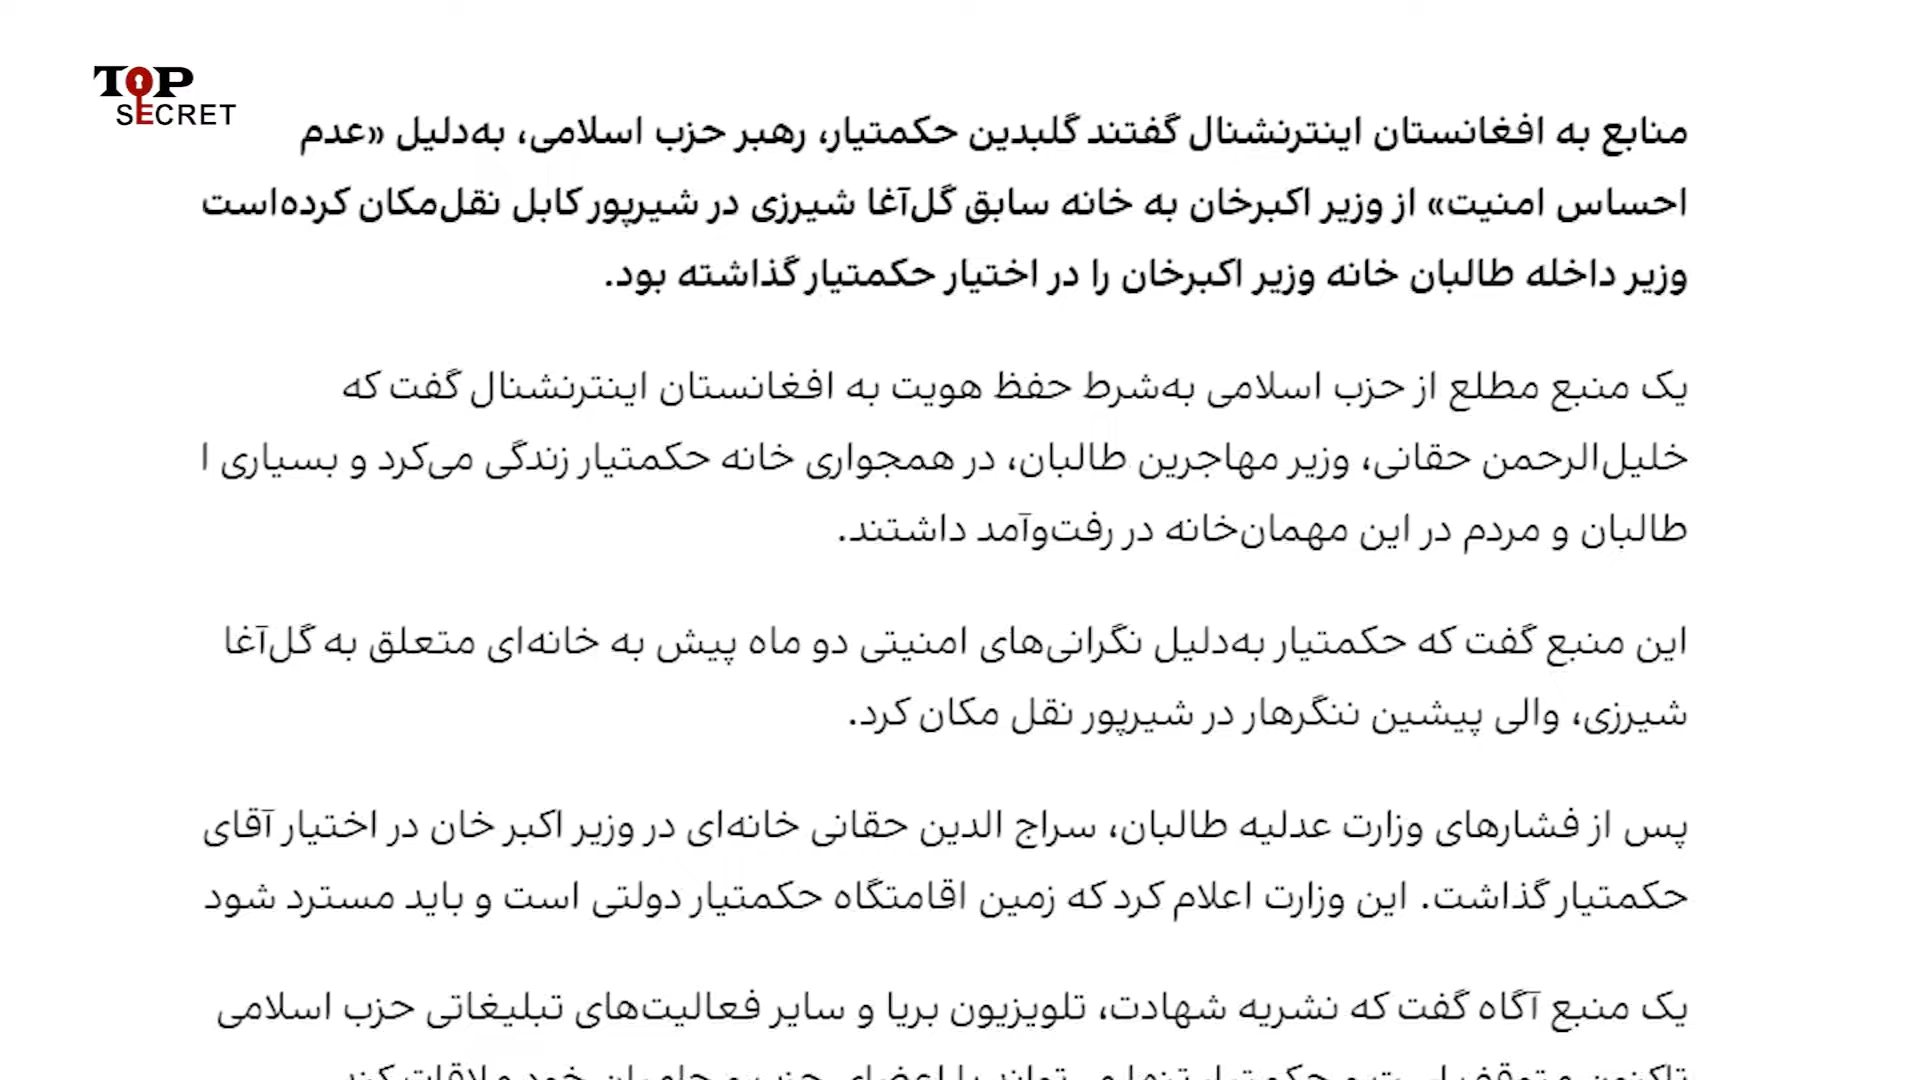 TOP
SECRET
منابع به افغانستان اینترنشنال گفتند گلبدین حکمتیار، رهبر حزب اسلامی، به‌دلیل «عدم
احساس امنیت» از وزیر اکبرخان به خانه سابق گل‌آغا شیرزی در شیرپور کابل نقل‌مکان کرده‌است
وزیر داخله طالبان خانه وزیر اکبرخان را در اختیار حکمتیار گذاشته بود.
یک منبع مطلع از حزب اسلامی به‌شرط حفظ هویت به افغانستان اینترنشنال گفت که
خلیل‌الرحمن حقانی، وزیر مهاجرین طالبان، در همجواری خانه حکمتیار زندگی می‌کرد و بسیاری ا
طالبان و مردم در این مهمان‌خانه در رفت‌وآمد داشتند.
این منبع گفت که حکمتیار به‌دلیل نگرانی‌های امنیتی دو ماه پیش به خانه‌ای متعلق به گل‌آغا
شیرزی، والی پیشین ننگرهار در شیرپور نقل مکان کرد.
پس از فشارهای وزارت عدلیه طالبان، سراج الدین حقانی خانه‌ای در وزیر اکبر خان در اختیار آقای
حکمتیار گذاشت. این وزارت اعلام کرد که زمین اقامتگاه حکمتیار دولتی است و باید مسترد شود
یک منبع آگاه گفت که نشریه شهادت، تلویزیون بریا و سایر فعالیت‌های تبلیغاتی حزب اسلامی